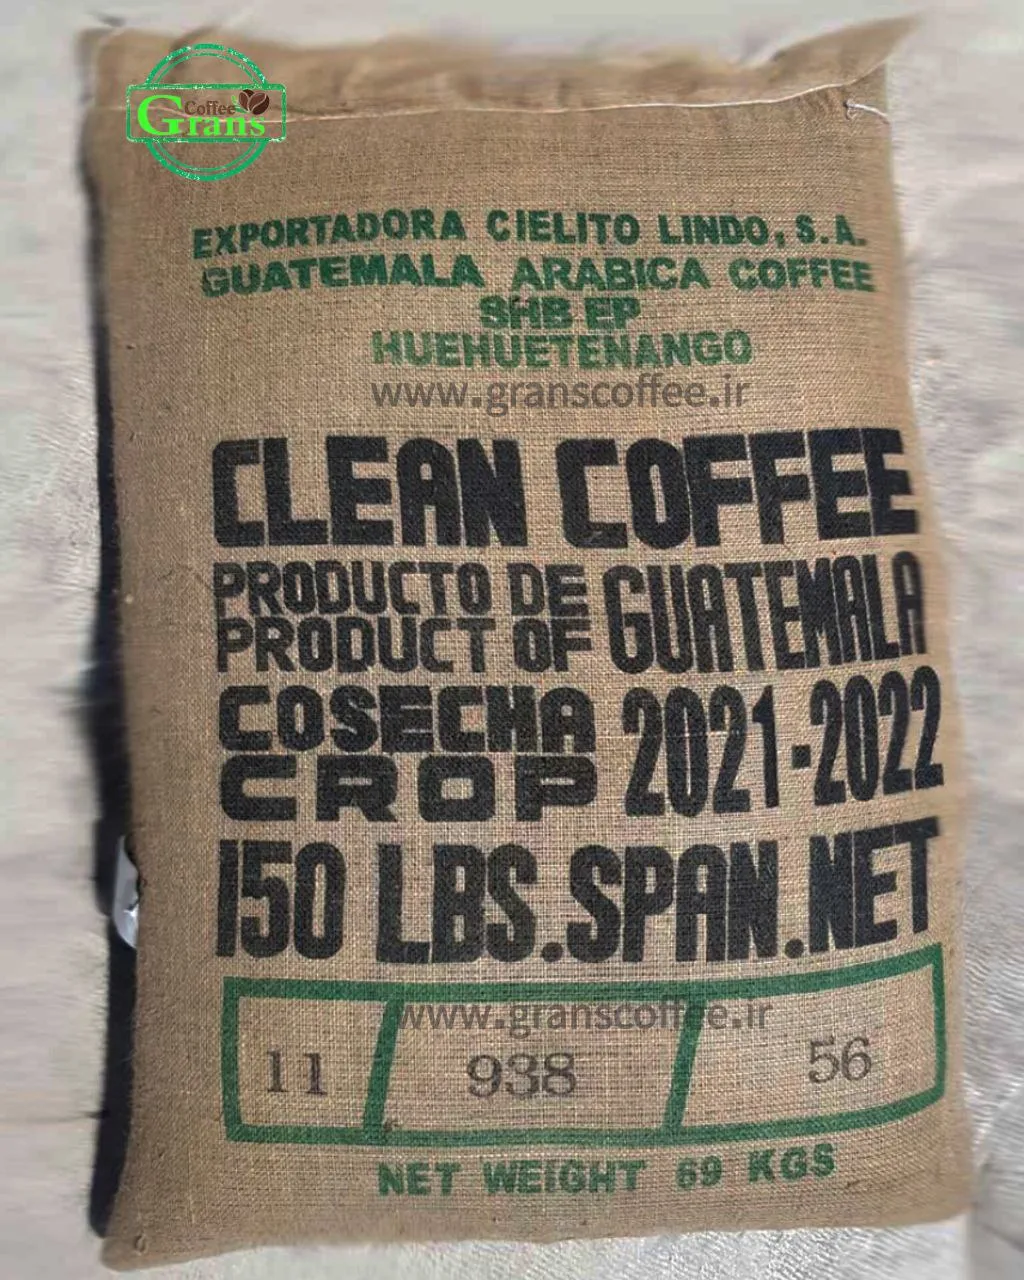 Coffee
Grans
EXPORTADORA CIELITO LINDO, S.A.
GUATEMALA ARABICA COFFEE
SHB EP
HUEHUETENANGO
www.granscoffee.ir
CLEAN COFFEE
PRODUCTO DE
PRODUCT OF GUATEMALA
COSECHA
CROP 2021-2022
150 LBS.SPAN.NET
www.granscoffee.ir
11 938 56
NET WEIGHT 69 KGS